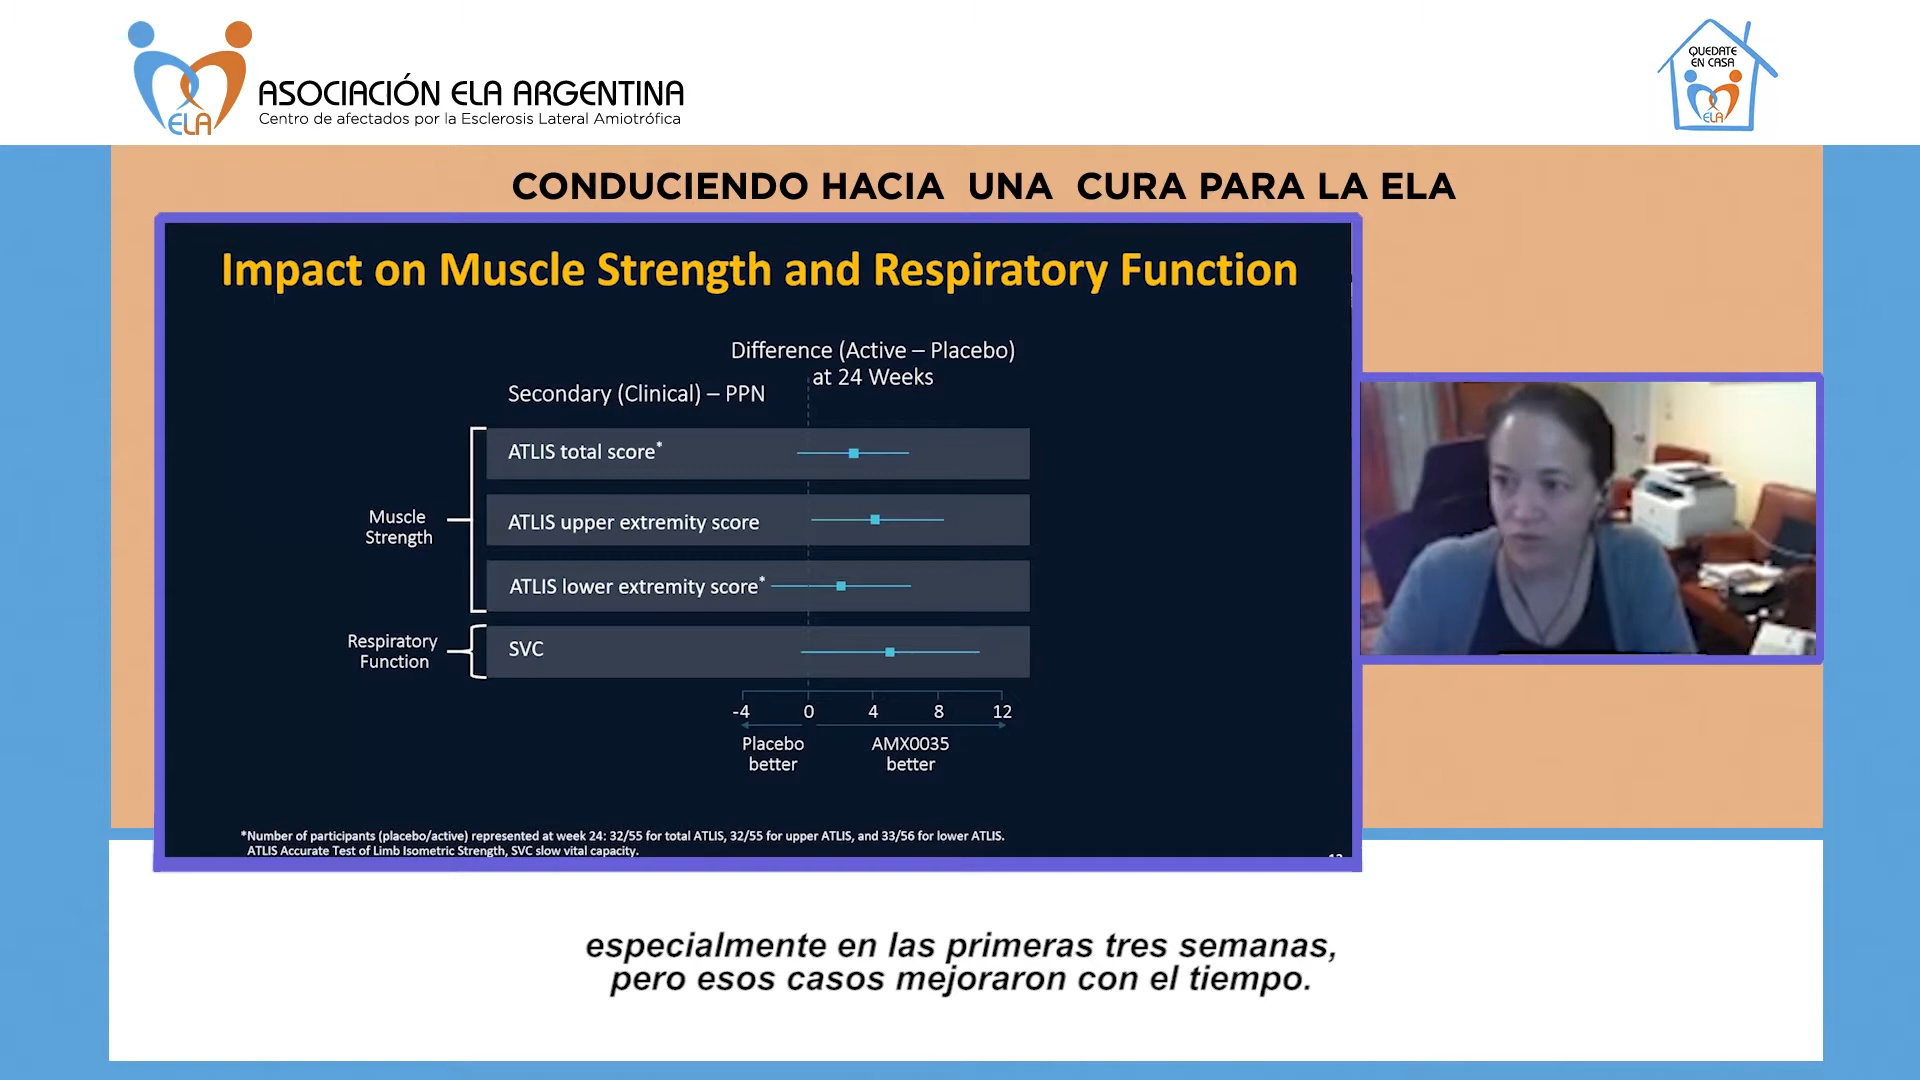 ELA
ASOCIACIÓN ELA ARGENTINA
Centro de afectados por la Esclerosis Lateral Amiotrófica
QUEDATE
EN CASA
ELA
CONDUCIENDO HACIA UNA CURA PARA LA ELA
Impact on Muscle Strength and Respiratory Function
Difference (Active – Placebo)
at 24 Weeks
Secondary (Clinical) – PPN
ATLIS total score*
Muscle
Strength
ATLIS upper extremity score
ATLIS lower extremity score*
Respiratory
Function
SVC
-4 0 4 8 12
Placebo
better
AMX0035
better
*Number of participants (placebo/active) represented at week 24: 32/55 for total ATLIS, 32/55 for upper ATLIS, and 33/56 for lower ATLIS.
ATLIS Accurate Test of Limb Isometric Strength, SVC slow vital capacity.
especialmente en las primeras tres semanas,
pero esos casos mejoraron con el tiempo.